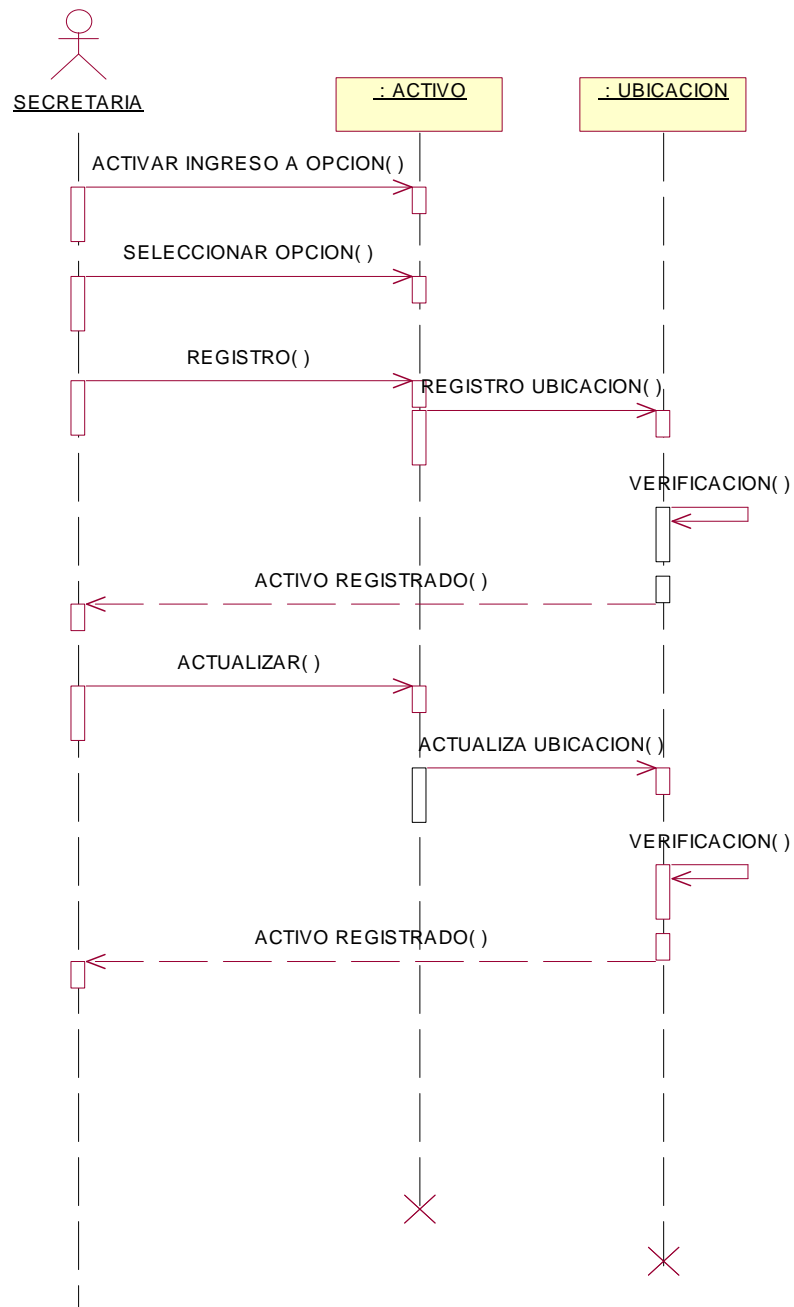 SECRETARIA
: ACTIVO
: UBICACION
ACTIVAR INGRESO A OPCION( )
SELECCIONAR OPCION( )
REGISTRO( )
REGISTRO UBICACION( )
VERIFICACION( )
ACTIVO REGISTRADO( )
ACTUALIZAR( )
ACTUALIZA UBICACION( )
VERIFICACION( )
ACTIVO REGISTRADO( )